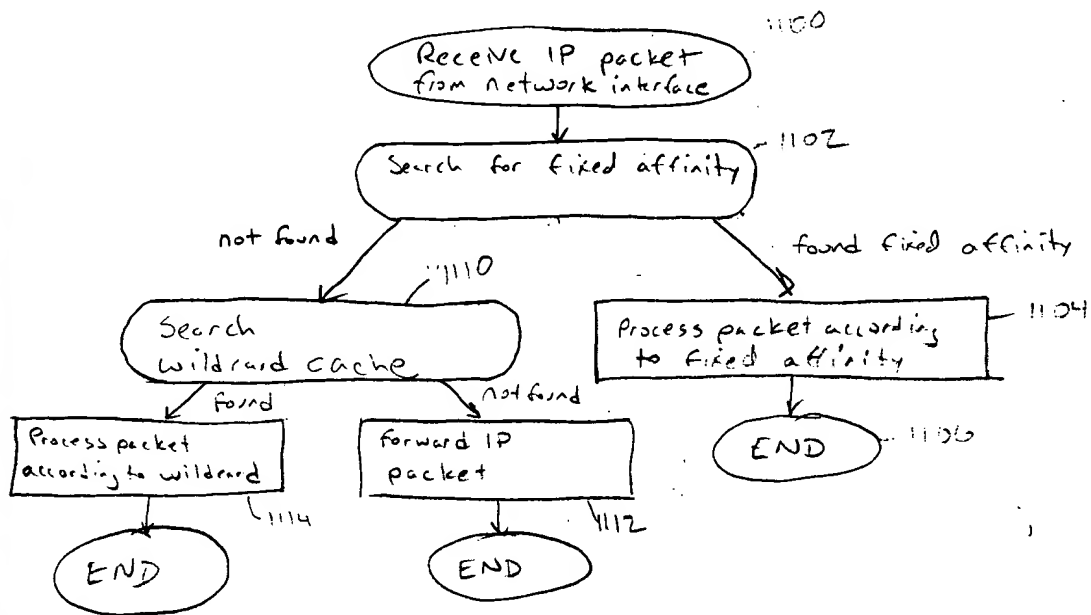 1100
Receive IP packet
from network interface
1102
Search for fixed affinity
not found
found fixed affinity
1110
Search
wildcard cache
Process packet according
to fixed affinity
1104
found
not found
Process packet
according to wildcard
1114
forward IP
packet
1112
END
1106
END
END